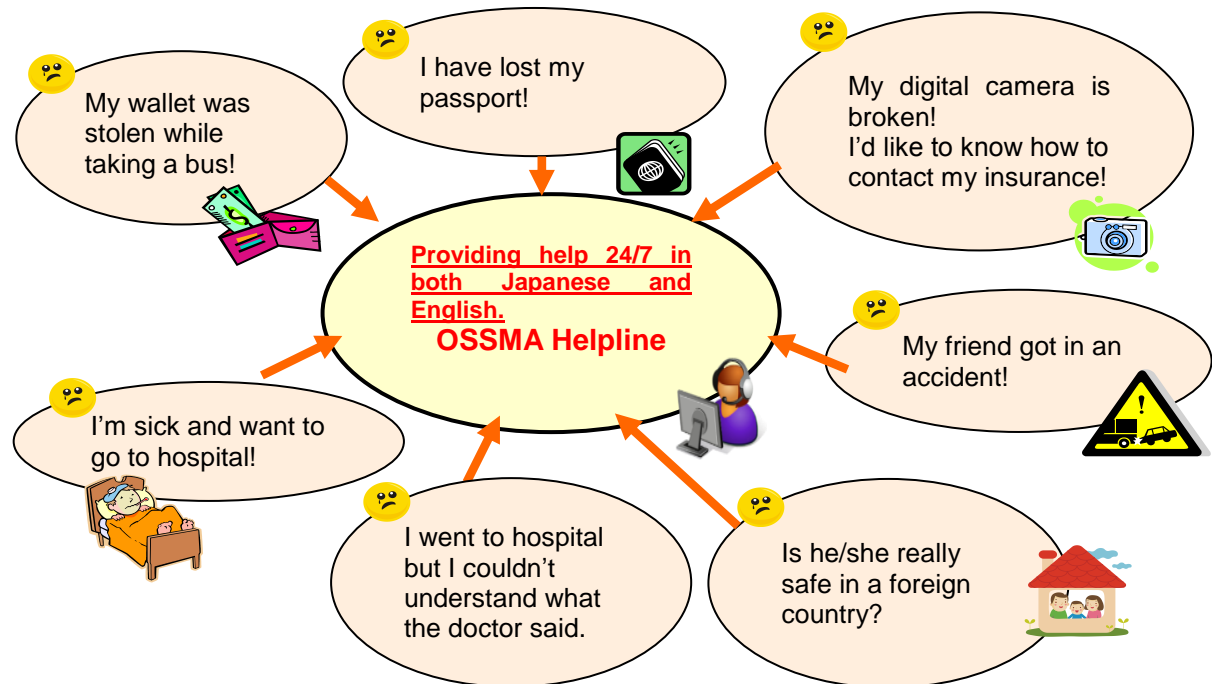 My wallet was
stolen while
taking a bus!
I have lost my
passport!
My digital camera is
broken!
I'd like to know how to
contact my insurance!
Providing help 24/7 in
both Japanese and
English.
OSSMA Helpline
My friend got in an
accident!
I'm sick and want to
go to hospital!
I went to hospital
but I couldn't
understand what
the doctor said.
Is he/she really
safe in a foreign
country?